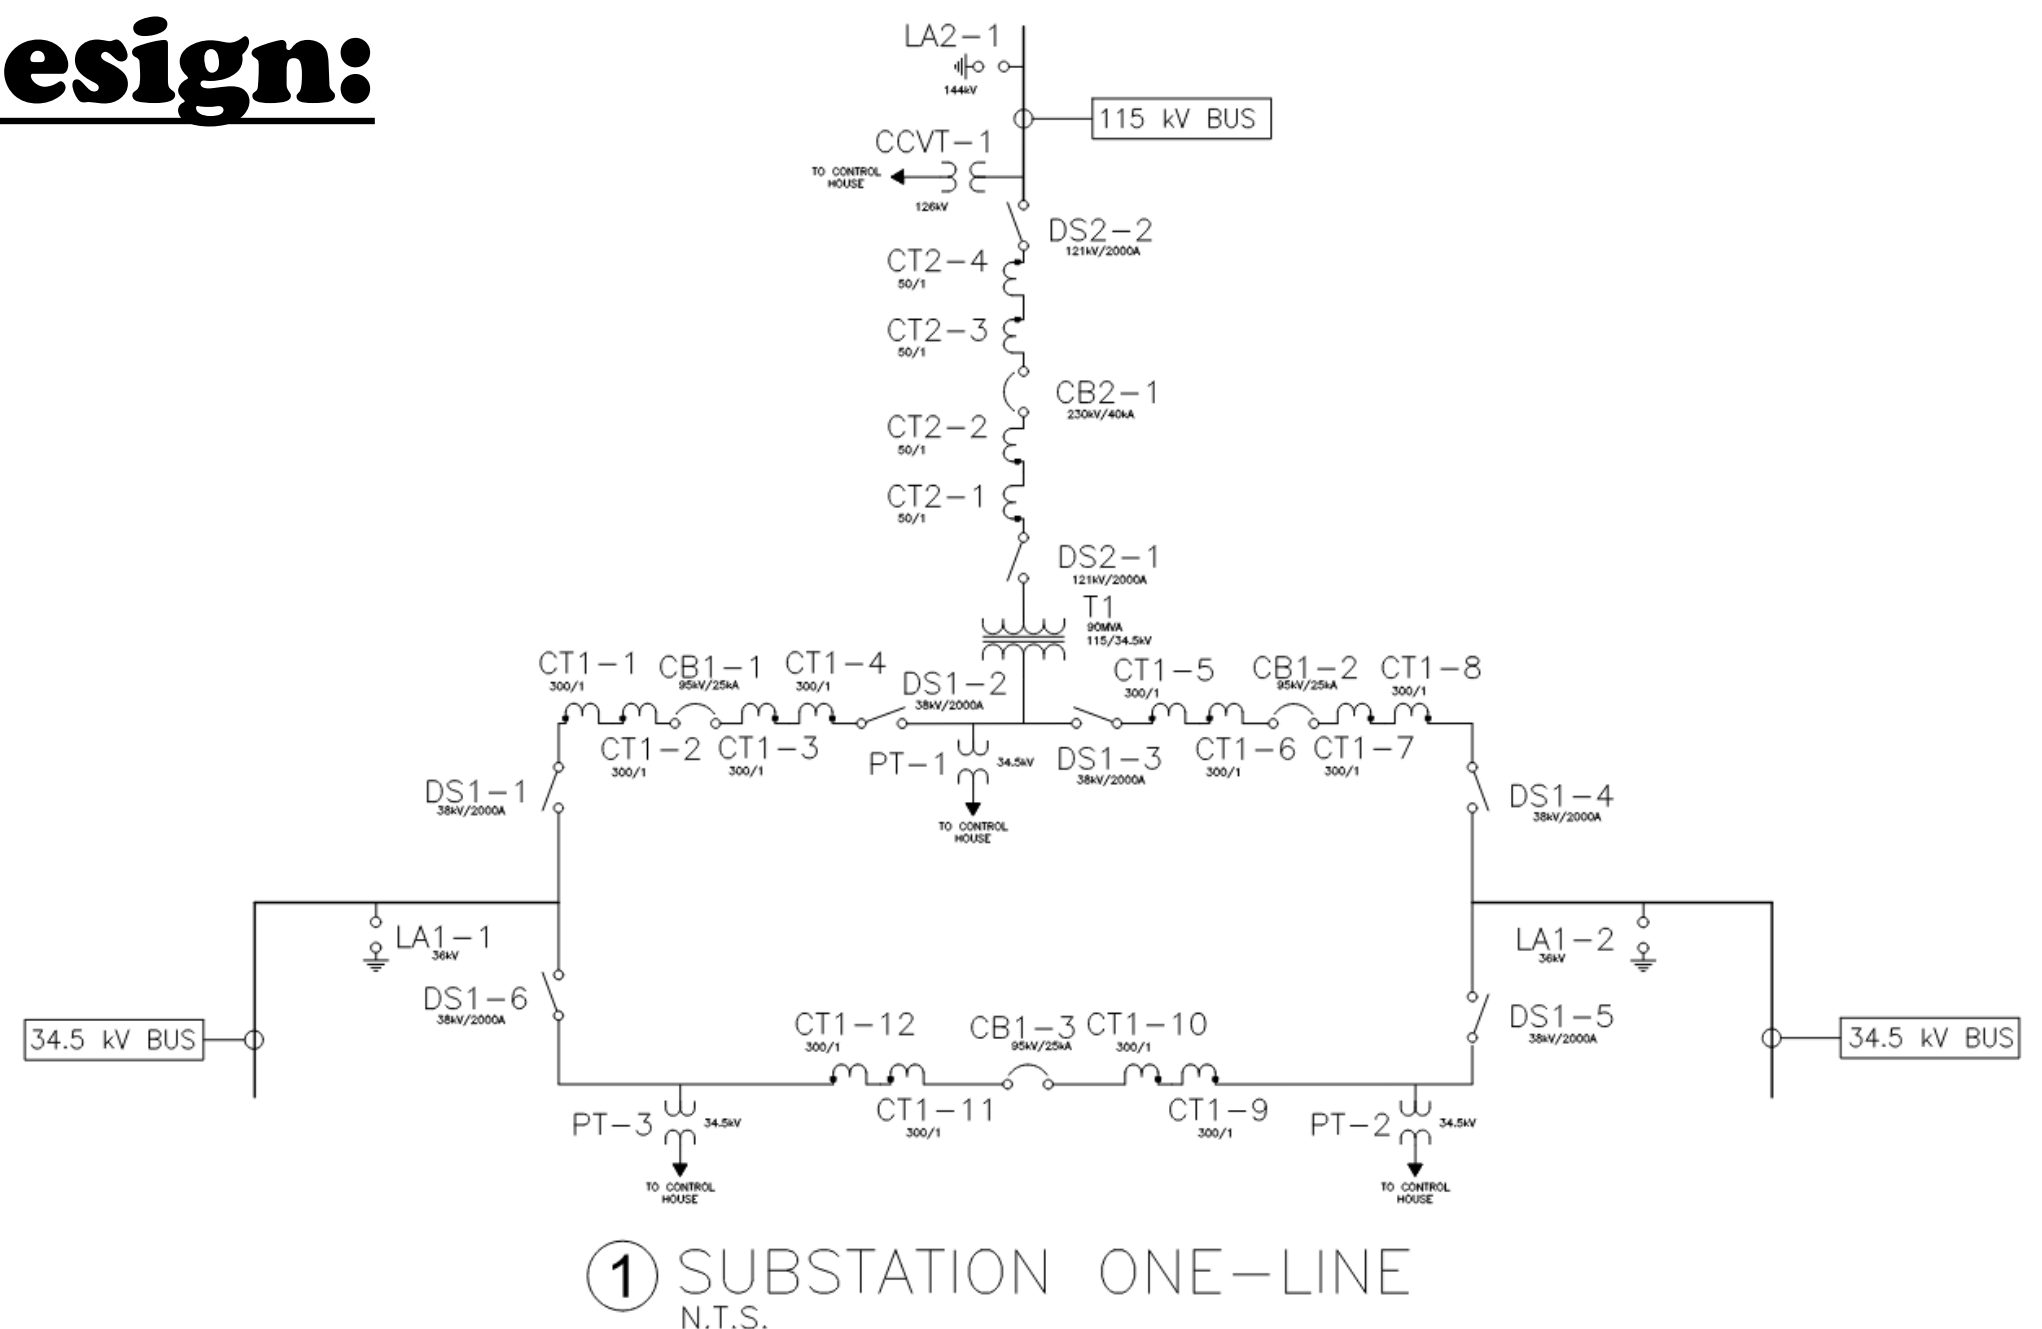 esign:
LA2-1
144kV
115 kV BUS
CCVT-1
TO CONTROL
HOUSE
126kV
DS2-2
121kV/2000A
CT2-4
50/1
CT2-3
50/1
CB2-1
230kV/40kA
CT2-2
50/1
CT2-1
50/1
DS2-1
121kV/2000A
T1
90MVA
115/34.5kV
CT1-1
300/1
CB1-1
95kV/25kA
CT1-4
300/1
DS1-2
38kV/2000A
CT1-5
300/1
CB1-2
95kV/25kA
CT1-8
300/1
CT1-2
300/1
CT1-3
300/1
PT-1
34.5kV
TO CONTROL
HOUSE
DS1-3
38kV/2000A
CT1-6
300/1
CT1-7
300/1
DS1-1
38kV/2000A
DS1-4
38kV/2000A
LA1-1
36kV
LA1-2
36kV
DS1-6
38kV/2000A
DS1-5
38kV/2000A
34.5 kV BUS
34.5 kV BUS
CT1-12
300/1
CB1-3
95kV/25kA
CT1-10
300/1
CT1-11
300/1
CT1-9
300/1
PT-3
34.5kV
TO CONTROL
HOUSE
PT-2
34.5kV
TO CONTROL
HOUSE
1 SUBSTATION ONE-LINE
N.T.S.